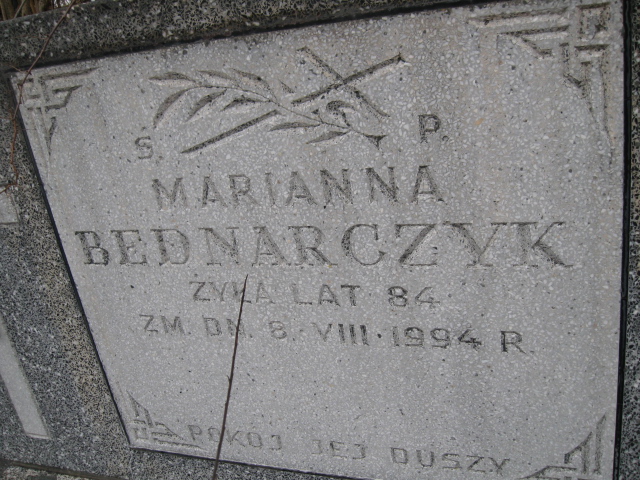 Ś. P.
MARIANNA
BEDNARCZYK
ŻYŁA LAT 84
ZM. DN. 8·VIII·1994 R.
POKÓJ JEJ DUSZY